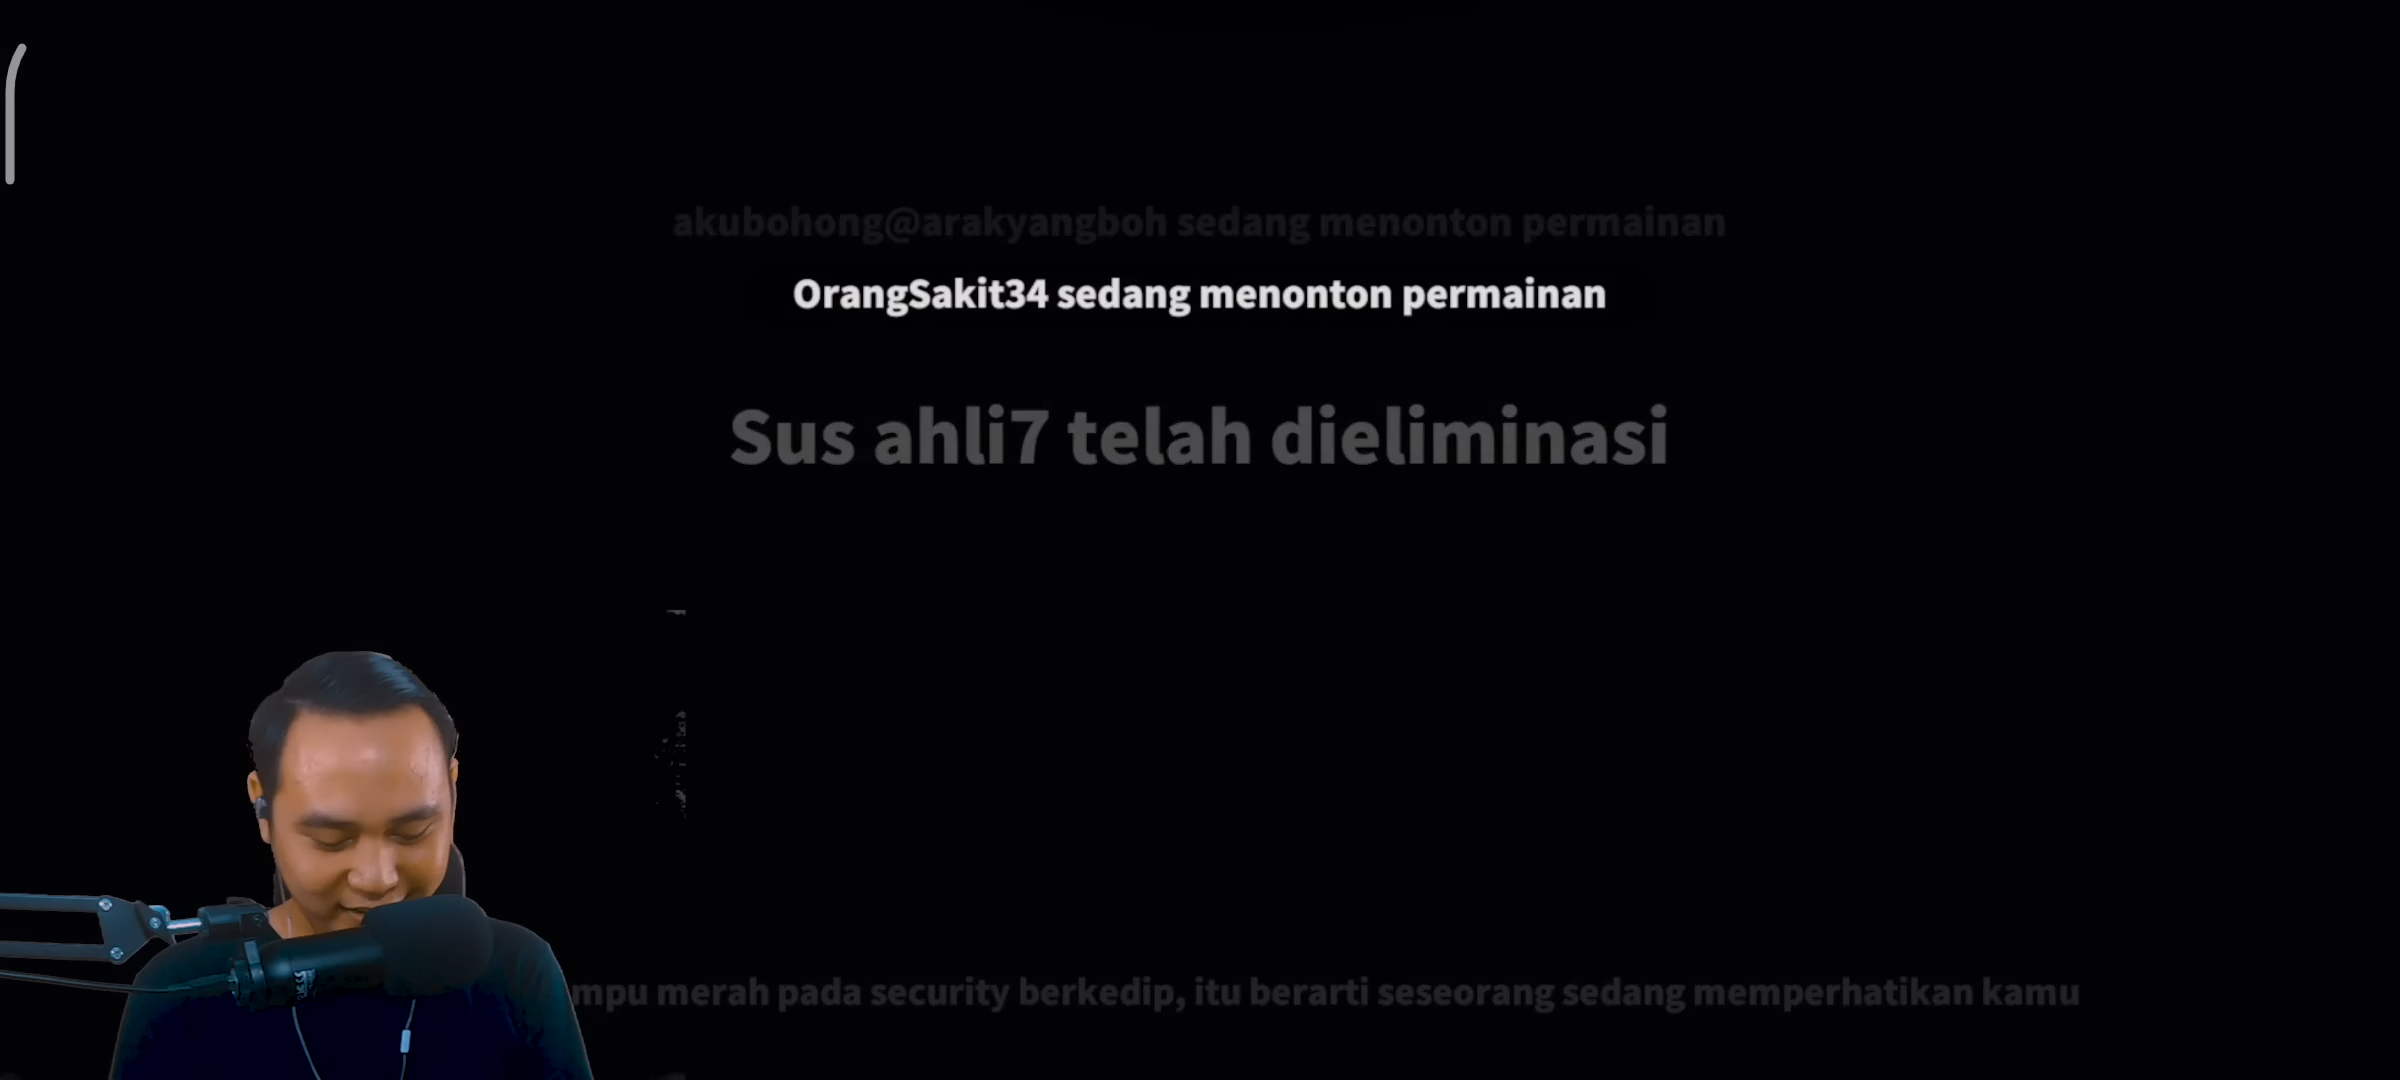 akubohong@arakyangboh sedang menonton permainan
OrangSakit34 sedang menonton permainan
Sus ahli7 telah dieliminasi
merah pada security berkedip, itu berarti seseorang sedang memperhatikan kamu